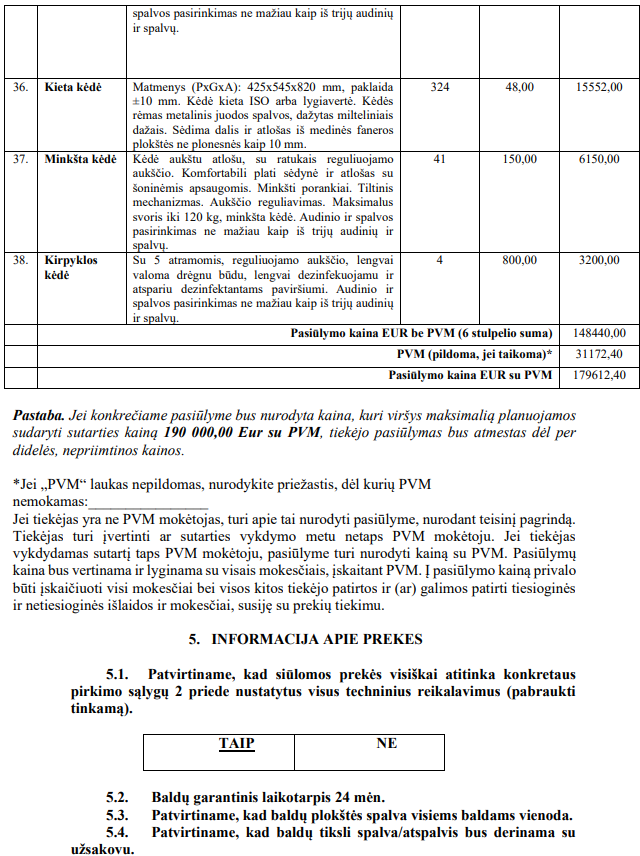 spalvos pasirinkimas ne mažiau kaip iš trijų audinių
ir spalvų.
36. Kieta kėdė Matmenys (PxGxA): 425x545x820 mm, paklaida 324 48,00 15552,00
±10 mm. Kėdė kieta ISO arba lygiavertė. Kėdės
rėmas metalinis juodos spalvos, dažytas milteliniais
dažais. Sėdima dalis ir atlošas iš medinės faneros
plokštės ne plonesnės kaip 10 mm.
37. Minkšta kėdė Kėdė aukštu atlošu, su ratukais reguliuojamo 41 150,00 6150,00
aukščio. Komfortabili plati sėdynė ir atlošas su
šoninėmis apsaugomis. Minkšti porankiai. Tiltinis
mechanizmas. Aukščio reguliavimas. Maksimalus
svoris iki 120 kg, minkšta kėdė. Audinio ir spalvos
pasirinkimas ne mažiau kaip iš trijų audinių ir
spalvų.
38. Kirpyklos Su 5 atramomis, reguliuojamo aukščio, lengvai 4 800,00 3200,00
kėdė valoma drėgnu būdu, lengvai dezinfekuojamu ir
atspariu dezinfektantams paviršiumi. Audinio ir
spalvos pasirinkimas ne mažiau kaip iš trijų audinių
ir spalvų.
Pasiūlymo kaina EUR be PVM (6 stulpelio suma) 148440,00
PVM (pildoma, jei taikoma)* 31172,40
Pasiūlymo kaina EUR su PVM 179612,40
Pastaba. Jei konkrečiame pasiūlyme bus nurodyta kaina, kuri viršys maksimalią planuojamos
sudaryti sutarties kainą 190 000,00 Eur su PVM, tiekėjo pasiūlymas bus atmestas dėl per
didelės, nepriimtinos kainos.
*Jei „PVM“ laukas nepildomas, nurodykite priežastis, dėl kurių PVM
nemokamas:_________________
Jei tiekėjas yra ne PVM mokėtojas, turi apie tai nurodyti pasiūlyme, nurodant teisinį pagrindą.
Tiekėjas turi įvertinti ar sutarties vykdymo metu netaps PVM mokėtoju. Jei tiekėjas
vykdydamas sutartį taps PVM mokėtoju, pasiūlyme turi nurodyti kainą su PVM. Pasiūlymų
kaina bus vertinama ir lyginama su visais mokesčiais, įskaitant PVM. Į pasiūlymo kainą privalo
būti įskaičiuoti visi mokesčiai bei visos kitos tiekėjo patirtos ir (ar) galimos patirti tiesioginės
ir netiesioginės išlaidos ir mokesčiai, susiję su prekių tiekimu.
5. INFORMACIJA APIE PREKES
5.1. Patvirtiname, kad siūlomos prekės visiškai atitinka konkretaus
pirkimo sąlygų 2 priede nustatytus visus techninius reikalavimus (pabraukti
tinkamą).
TAIP NE
5.2. Baldų garantinis laikotarpis 24 mėn.
5.3. Patvirtiname, kad baldų plokštės spalva visiems baldams vienoda.
5.4. Patvirtiname, kad baldų tiksli spalva/atspalvis bus derinama su
užsakovu.